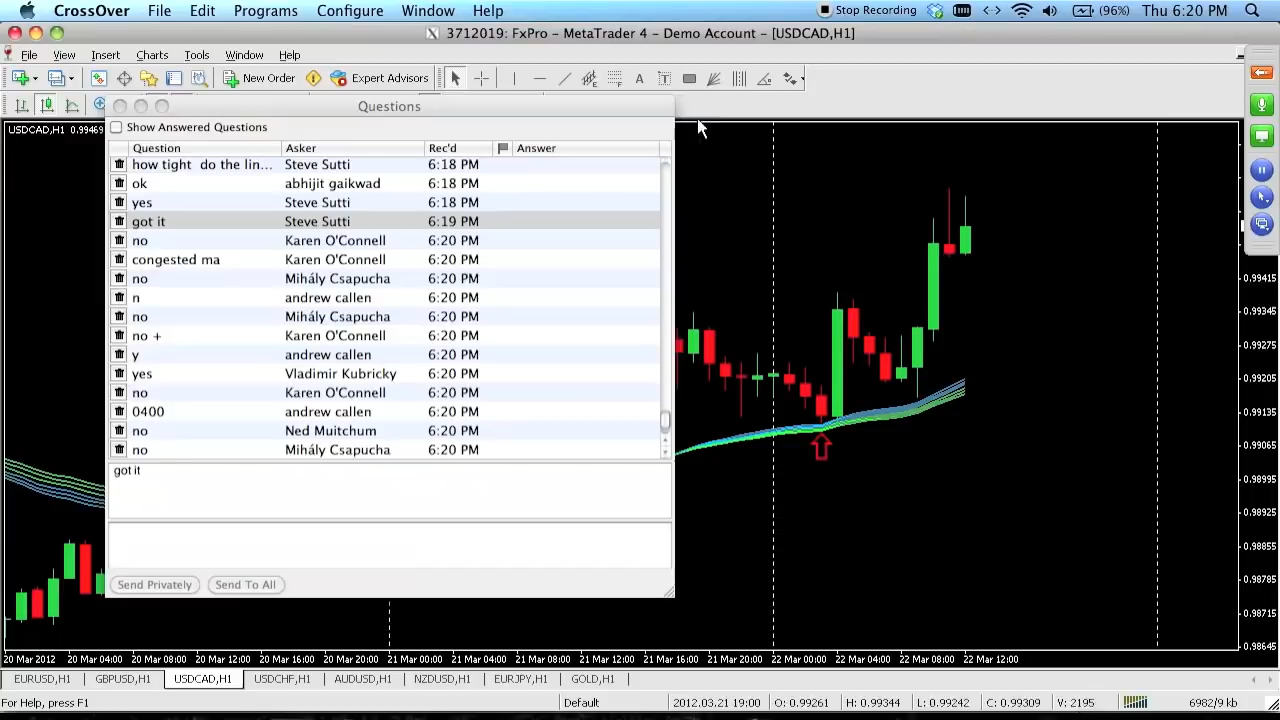 CrossOver File Edit Programs Configure Window Help Stop Recording (96%) Thu 6:20 PM
3712019: FxPro - MetaTrader 4 - Demo Account - [USDCAD,H1]
File View Insert Charts Tools Window Help
New Order Expert Advisors A T
Questions
USDCAD,H1 0.99469
Show Answered Questions
Question Asker Rec'd Answer
how tight do the lin... Steve Sutti 6:18 PM
ok abhijit gaikwad 6:18 PM
yes Steve Sutti 6:18 PM
got it Steve Sutti 6:19 PM
no Karen O'Connell 6:20 PM
congested ma Karen O'Connell 6:20 PM
no Mihály Csapucha 6:20 PM
n andrew callen 6:20 PM
no Mihály Csapucha 6:20 PM
no + Karen O'Connell 6:20 PM
y andrew callen 6:20 PM
yes Vladimir Kubricky 6:20 PM
no Karen O'Connell 6:20 PM
0400 andrew callen 6:20 PM
no Ned Muitchum 6:20 PM
no Mihály Csapucha 6:20 PM
got it
Send Privately Send To All
0.99415
0.99345
0.99275
0.99205
0.99135
0.99065
0.98995
0.98925
0.98855
0.98785
0.98715
0.98645
20 Mar 2012 20 Mar 04:00 20 Mar 08:00 20 Mar 12:00 20 Mar 16:00 20 Mar 20:00 21 Mar 00:00 21 Mar 04:00 21 Mar 08:00 21 Mar 12:00 21 Mar 16:00 21 Mar 20:00 22 Mar 00:00 22 Mar 04:00 22 Mar 08:00 22 Mar 12:00
EURUSD,H1 GBPUSD,H1 USDCAD,H1 USDCHF,H1 AUDUSD,H1 NZDUSD,H1 EURJPY,H1 GOLD,H1
For Help, press F1 Default 2012.03.21 19:00 O: 0.99261 H: 0.99344 L: 0.99242 C: 0.99309 V: 2195 6982/9 kb